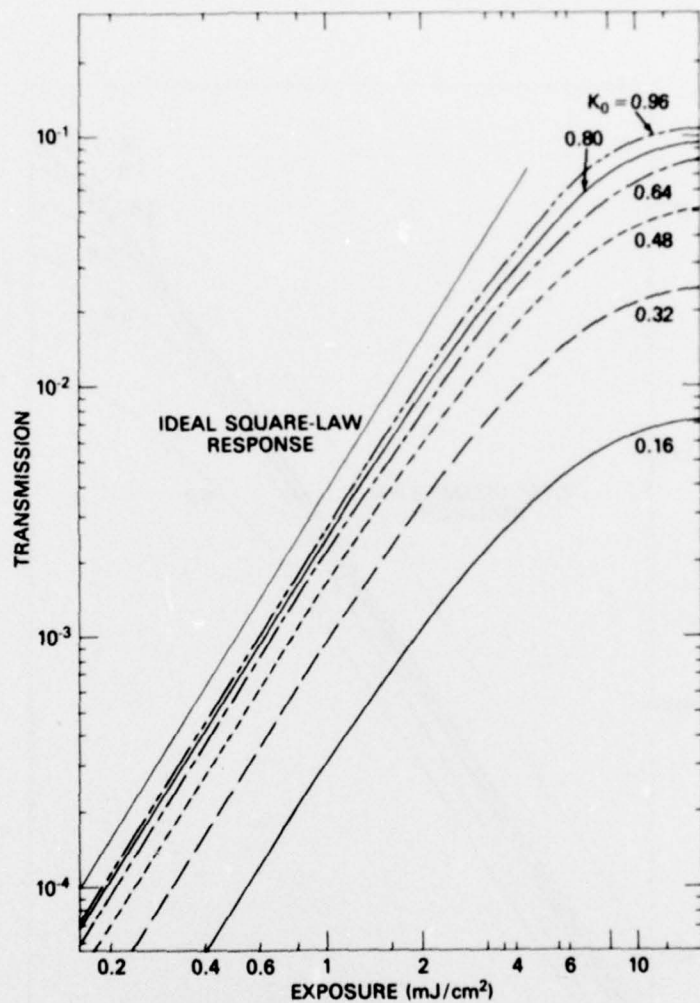 K₀ = 0.96
10⁻¹
0.80
0.64
0.48
0.32
10⁻²
IDEAL SQUARE-LAW
RESPONSE
0.16
TRANSMISSION
10⁻³
10⁻⁴
0.2 0.4 0.6 1 2 4 6 10
EXPOSURE (mJ/cm²)